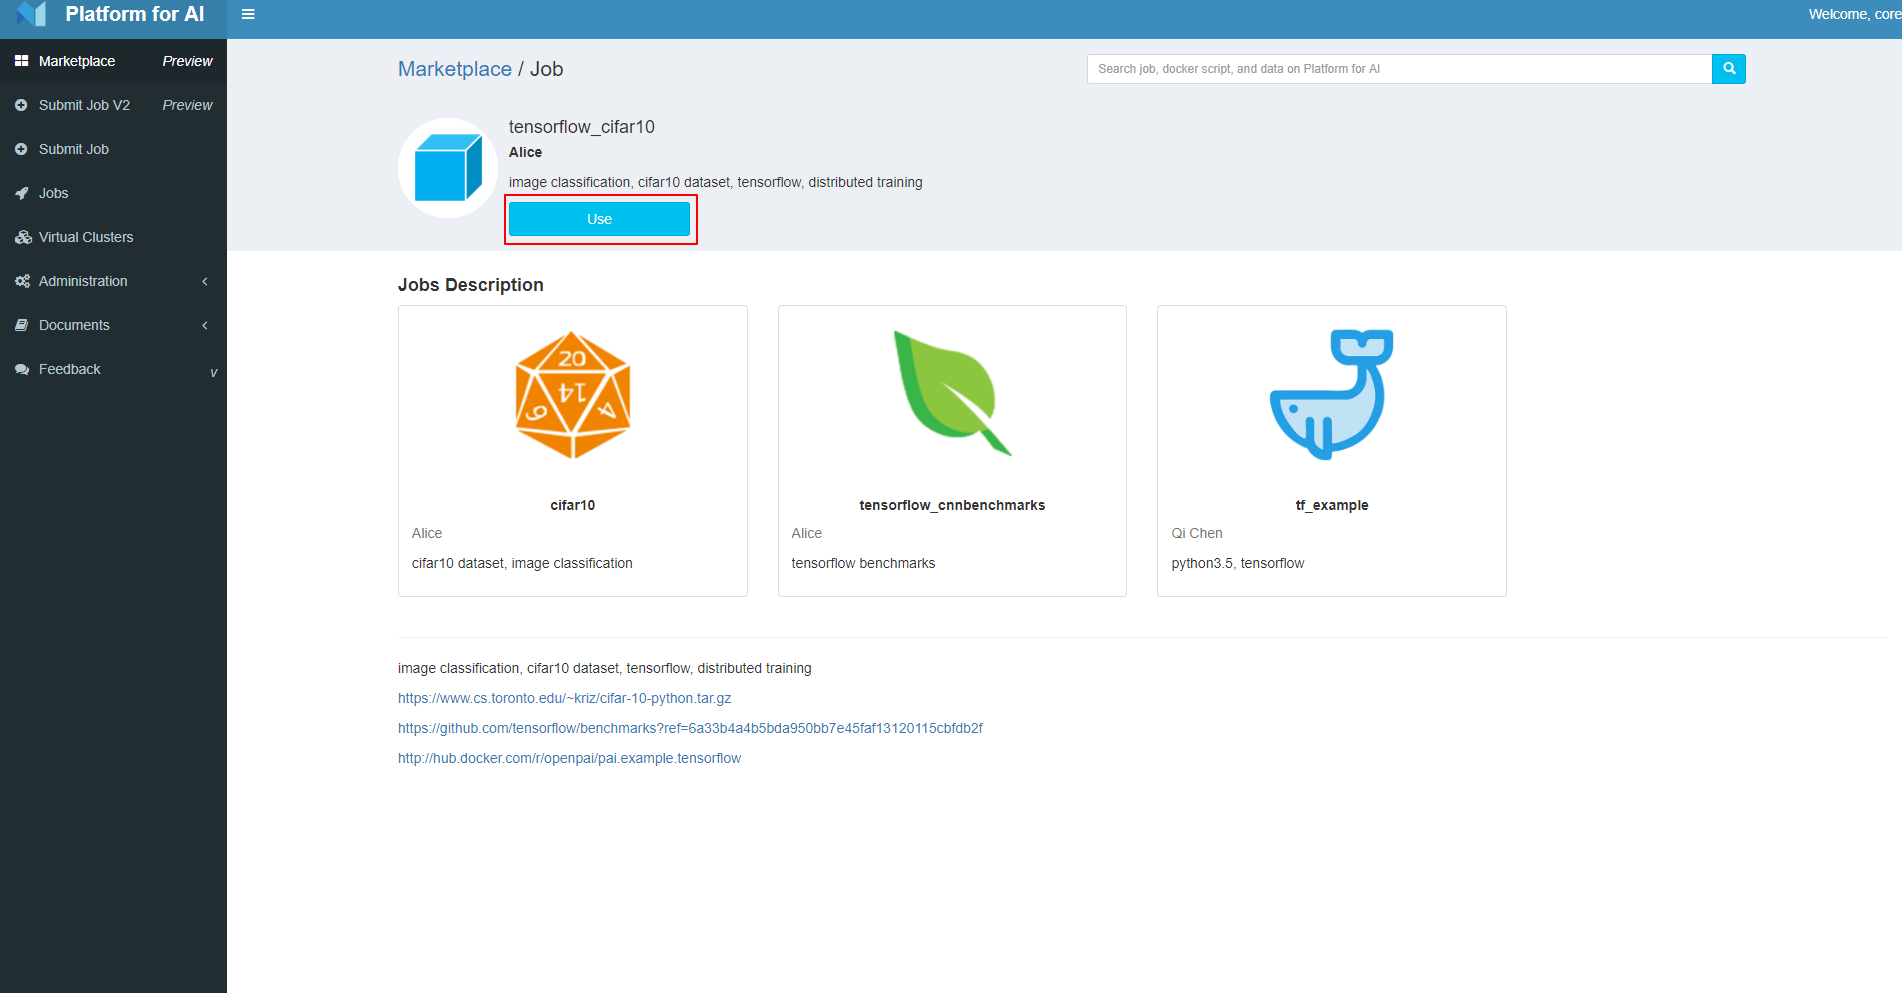 Platform for AI
Welcome, core
Marketplace Preview
Submit Job V2 Preview
Submit Job
Jobs
Virtual Clusters
Administration
Documents
Feedback
v
Marketplace / Job
Search job, docker script, and data on Platform for AI
tensorflow_cifar10
Alice
image classification, cifar10 dataset, tensorflow, distributed training
Use
Jobs Description
20
14
6
4
cifar10
Alice
cifar10 dataset, image classification
tensorflow_cnnbenchmarks
Alice
tensorflow benchmarks
tf_example
Qi Chen
python3.5, tensorflow
image classification, cifar10 dataset, tensorflow, distributed training
https://www.cs.toronto.edu/~kriz/cifar-10-python.tar.gz
https://github.com/tensorflow/benchmarks?ref=6a33b4a4b5bda950bb7e45faf13120115cbfdb2f
http://hub.docker.com/r/openpai/pai.example.tensorflow